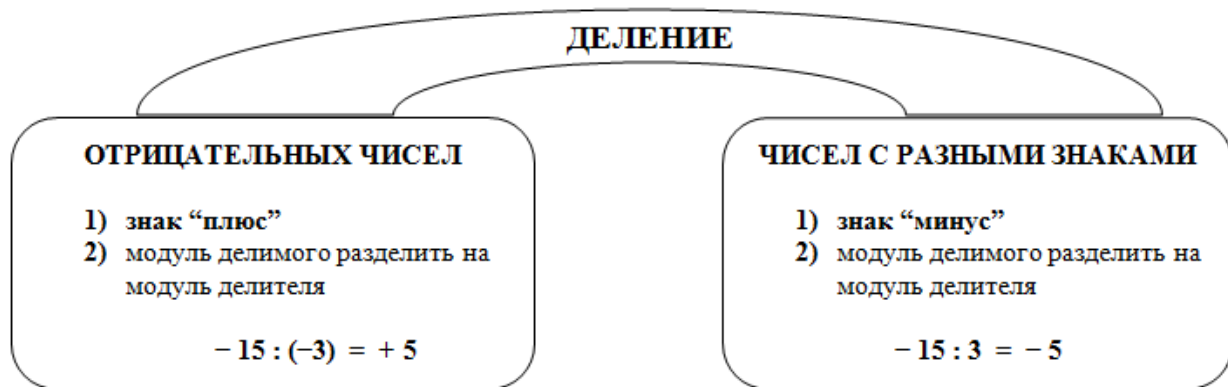 ДЕЛЕНИЕ
ОТРИЦАТЕЛЬНЫХ ЧИСЕЛ
1) знак “плюс”
2) модуль делимого разделить на
модуль делителя
− 15 : (−3) = + 5
ЧИСЕЛ С РАЗНЫМИ ЗНАКАМИ
1) знак “минус”
2) модуль делимого разделить на
модуль делителя
− 15 : 3 = − 5